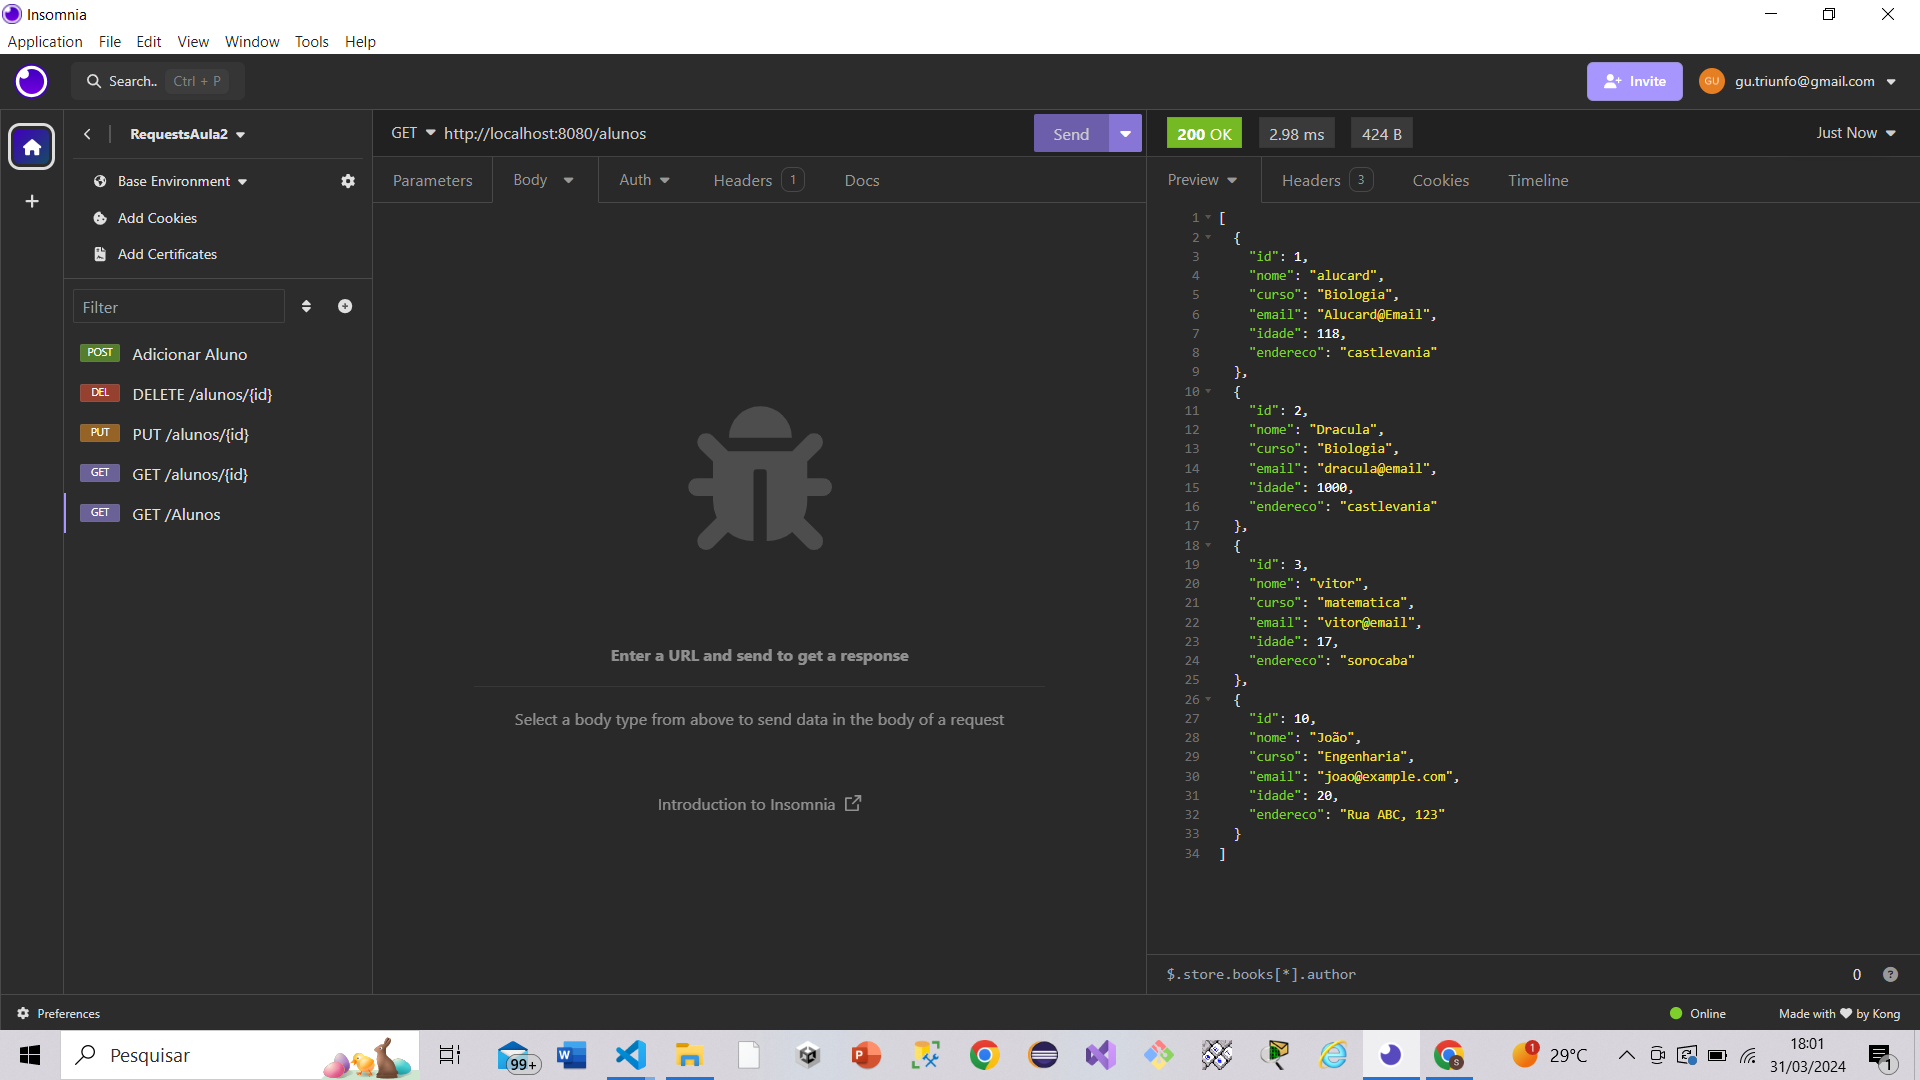 Insomnia
Application File Edit View Window Tools Help
Search.. Ctrl + P
Invite
GU gu.triunfo@gmail.com
RequestsAula2
Base Environment
Add Cookies
Add Certificates
Filter
POST Adicionar Aluno
DEL DELETE /alunos/{id}
PUT PUT /alunos/{id}
GET GET /alunos/{id}
GET GET /Alunos
GET http://localhost:8080/alunos Send
Parameters Body Auth Headers 1 Docs
Enter a URL and send to get a response
Select a body type from above to send data in the body of a request
Introduction to Insomnia
200 OK 2.98 ms 424 B Just Now
Preview Headers 3 Cookies Timeline
1 [
2 {
3 "id": 1,
4 "nome": "alucard",
5 "curso": "Biologia",
6 "email": "Alucard@Email",
7 "idade": 118,
8 "endereco": "castlevania"
9 },
10 {
11 "id": 2,
12 "nome": "Dracula",
13 "curso": "Biologia",
14 "email": "dracula@email",
15 "idade": 1000,
16 "endereco": "castlevania"
17 },
18 {
19 "id": 3,
20 "nome": "vitor",
21 "curso": "matematica",
22 "email": "vitor@email",
23 "idade": 17,
24 "endereco": "sorocaba"
25 },
26 {
27 "id": 10,
28 "nome": "João",
29 "curso": "Engenharia",
30 "email": "joao@example.com",
31 "idade": 20,
32 "endereco": "Rua ABC, 123"
33 }
34 ]
$.store.books[*].author 0 ?
Preferences Online Made with ❤ by Kong
Pesquisar 99+ 1 29°C 18:01
31/03/2024 1